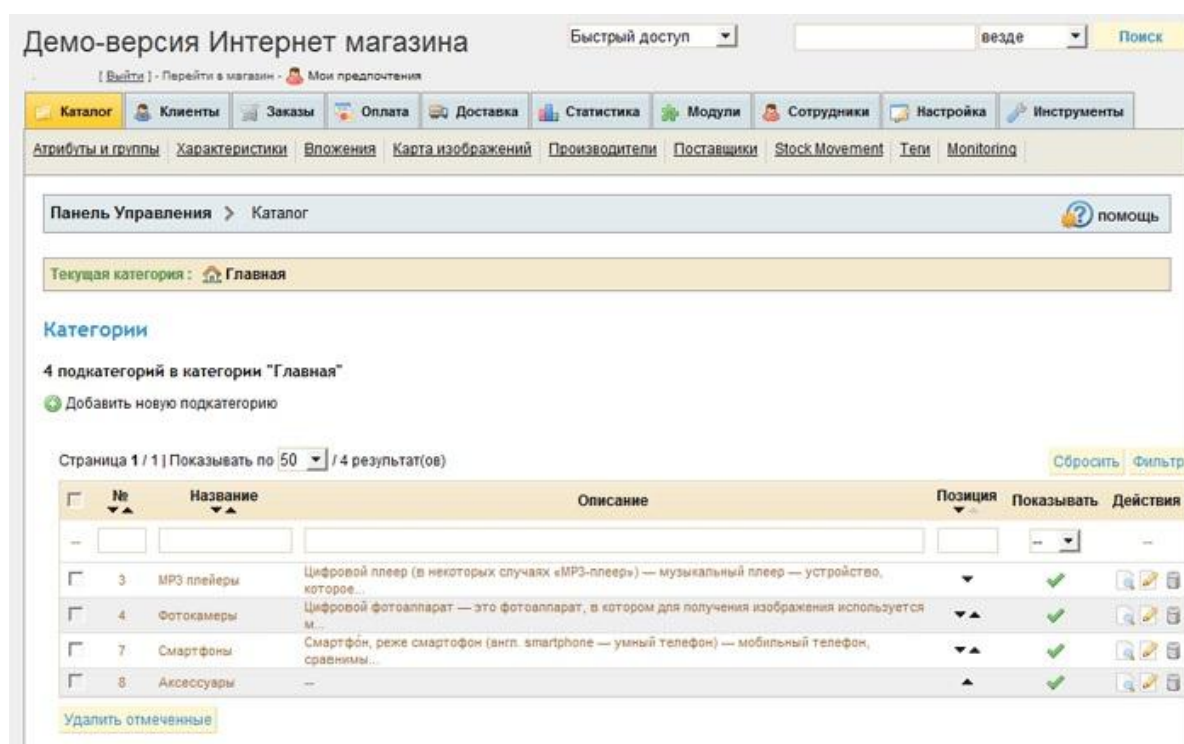 Демо-версия Интернет магазина
Быстрый доступ везде Поиск
[ Выйти ] - Перейти в магазин - Мои предпочтения
Каталог Клиенты Заказы Оплата Доставка Статистика Модули Сотрудники Настройка Инструменты
Атрибуты и группы Характеристики Вложения Карта изображений Производители Поставщики Stock Movement Теги Monitoring
Панель Управления > Каталог помощь
Текущая категория : Главная
Категории
4 подкатегорий в категории "Главная"
Добавить новую подкатегорию
Страница 1 / 1 | Показывать по 50 / 4 результат(ов) Сбросить Фильтр
№ Название Описание Позиция Показывать Действия
-- -- --
3 MP3 плейеры Цифровой плеер (в некоторых случаях «MP3-плеер») — музыкальный плеер — устройство,
которое...
4 Фотокамеры Цифровой фотоаппарат — это фотоаппарат, в котором для получения изображения используется
м...
7 Смартфоны Смартфо́н, реже смартофон (англ. smartphone — умный телефон) — мобильный телефон,
сравнимы...
8 Аксессуары --
Удалить отмеченные